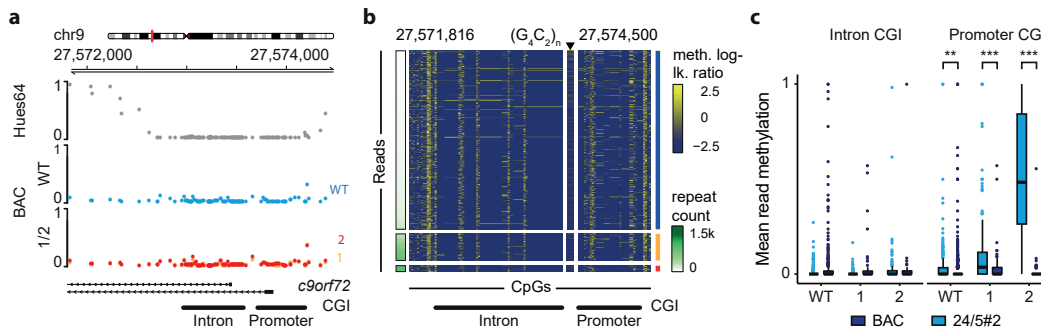 a
chr9
27,572,000 27,574,000
Hues64
1
0
WT
1
0
WT
BAC
1/2
1
0
2
1
c9orf72
CGI
Intron Promoter
b
27,571,816 (G4C2)n 27,574,500
Reads
meth. log-
lk. ratio
2.5
0
−2.5
repeat
count
1.5k
0
CpGs
CGI
Intron Promoter
c
Intron CGI Promoter CGI
** *** ***
Mean read methylation
1
0
WT 1 2 WT 1 2
BAC 24/5#2